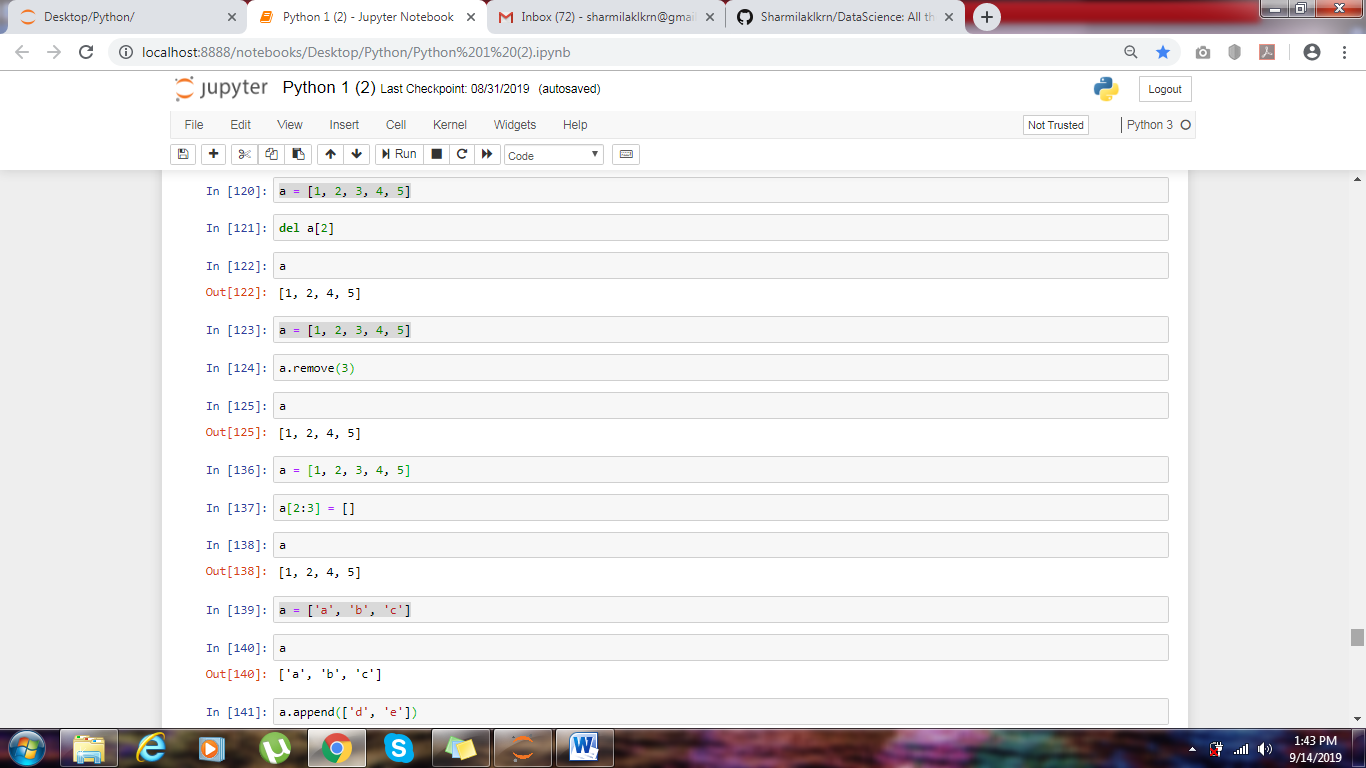 Desktop/Python/
Python 1 (2) - Jupyter Notebook
Inbox (72) - sharmilaklkrn@gmai
Sharmilaklkrn/DataScience: All th
localhost:8888/notebooks/Desktop/Python/Python%201%20(2).ipynb
jupyter Python 1 (2) Last Checkpoint: 08/31/2019 (autosaved)
Logout
File Edit View Insert Cell Kernel Widgets Help
Not Trusted
Python 3
Run
Code
In [120]: a = [1, 2, 3, 4, 5]
In [121]: del a[2]
In [122]: a
Out[122]: [1, 2, 4, 5]
In [123]: a = [1, 2, 3, 4, 5]
In [124]: a.remove(3)
In [125]: a
Out[125]: [1, 2, 4, 5]
In [136]: a = [1, 2, 3, 4, 5]
In [137]: a[2:3] = []
In [138]: a
Out[138]: [1, 2, 4, 5]
In [139]: a = ['a', 'b', 'c']
In [140]: a
Out[140]: ['a', 'b', 'c']
In [141]: a.append(['d', 'e'])
1:43 PM
9/14/2019